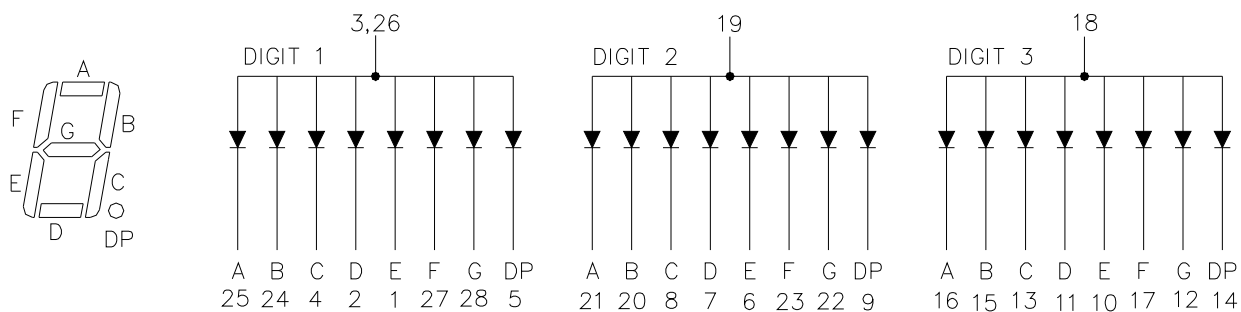 3,26 19 18
DIGIT 1 DIGIT 2 DIGIT 3
A
F B
G
E C
D DP
A B C D E F G DP A B C D E F G DP A B C D E F G DP
25 24 4 2 1 27 28 5 21 20 8 7 6 23 22 9 16 15 13 11 10 17 12 14